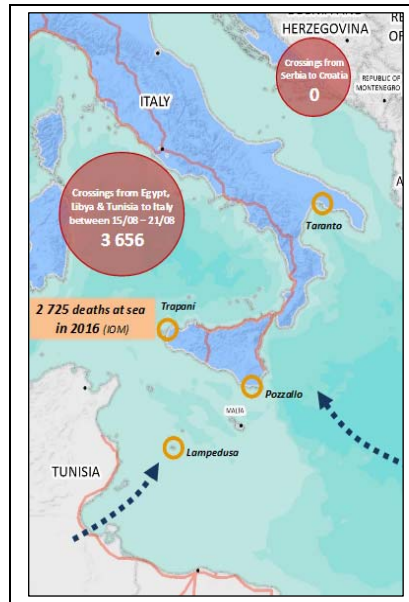 HERZEGOVINA
Crossings from
Serbia to Croatia
0
REPUBLIC OF
MONTENEGRO
ITALY
Crossings from Egypt,
Libya & Tunisia to Italy
between 15/08 – 21/08
3 656
Taranto
2 725 deaths at sea
in 2016 (IOM)
Trapani
Pozzallo
MALTA
Lampedusa
TUNISIA